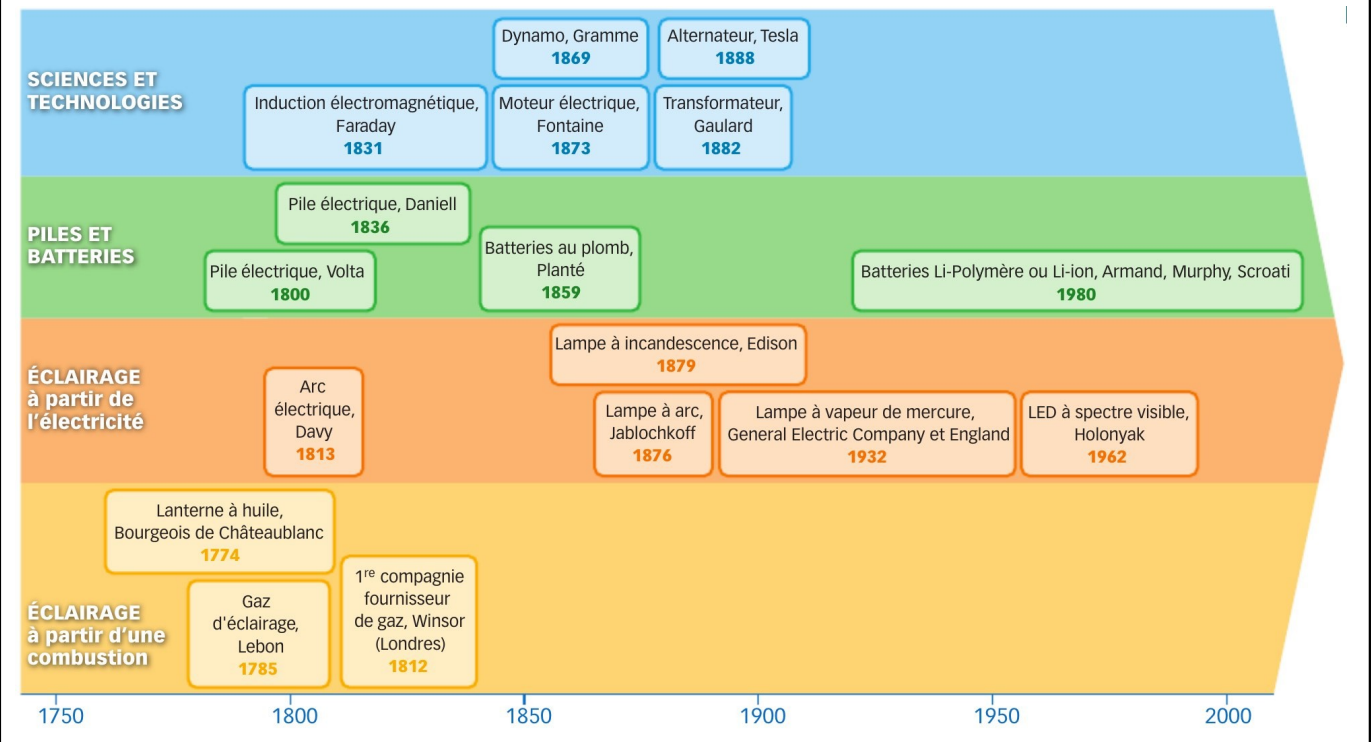 SCIENCES ET
TECHNOLOGIES
Dynamo, Gramme
1869
Alternateur, Tesla
1888
Induction électromagnétique,
Faraday
1831
Moteur électrique,
Fontaine
1873
Transformateur,
Gaulard
1882
PILES ET
BATTERIES
Pile électrique, Daniell
1836
Pile électrique, Volta
1800
Batteries au plomb,
Planté
1859
Batteries Li-Polymère ou Li-ion, Armand, Murphy, Scroati
1980
ÉCLAIRAGE
à partir de
l'électricité
Lampe à incandescence, Edison
1879
Arc
électrique,
Davy
1813
Lampe à arc,
Jablochkoff
1876
Lampe à vapeur de mercure,
General Electric Company et England
1932
LED à spectre visible,
Holonyak
1962
ÉCLAIRAGE
à partir d'une
combustion
Lanterne à huile,
Bourgeois de Châteaublanc
1774
Gaz
d'éclairage,
Lebon
1785
1re compagnie
fournisseur
de gaz, Winsor
(Londres)
1812
1750
1800
1850
1900
1950
2000